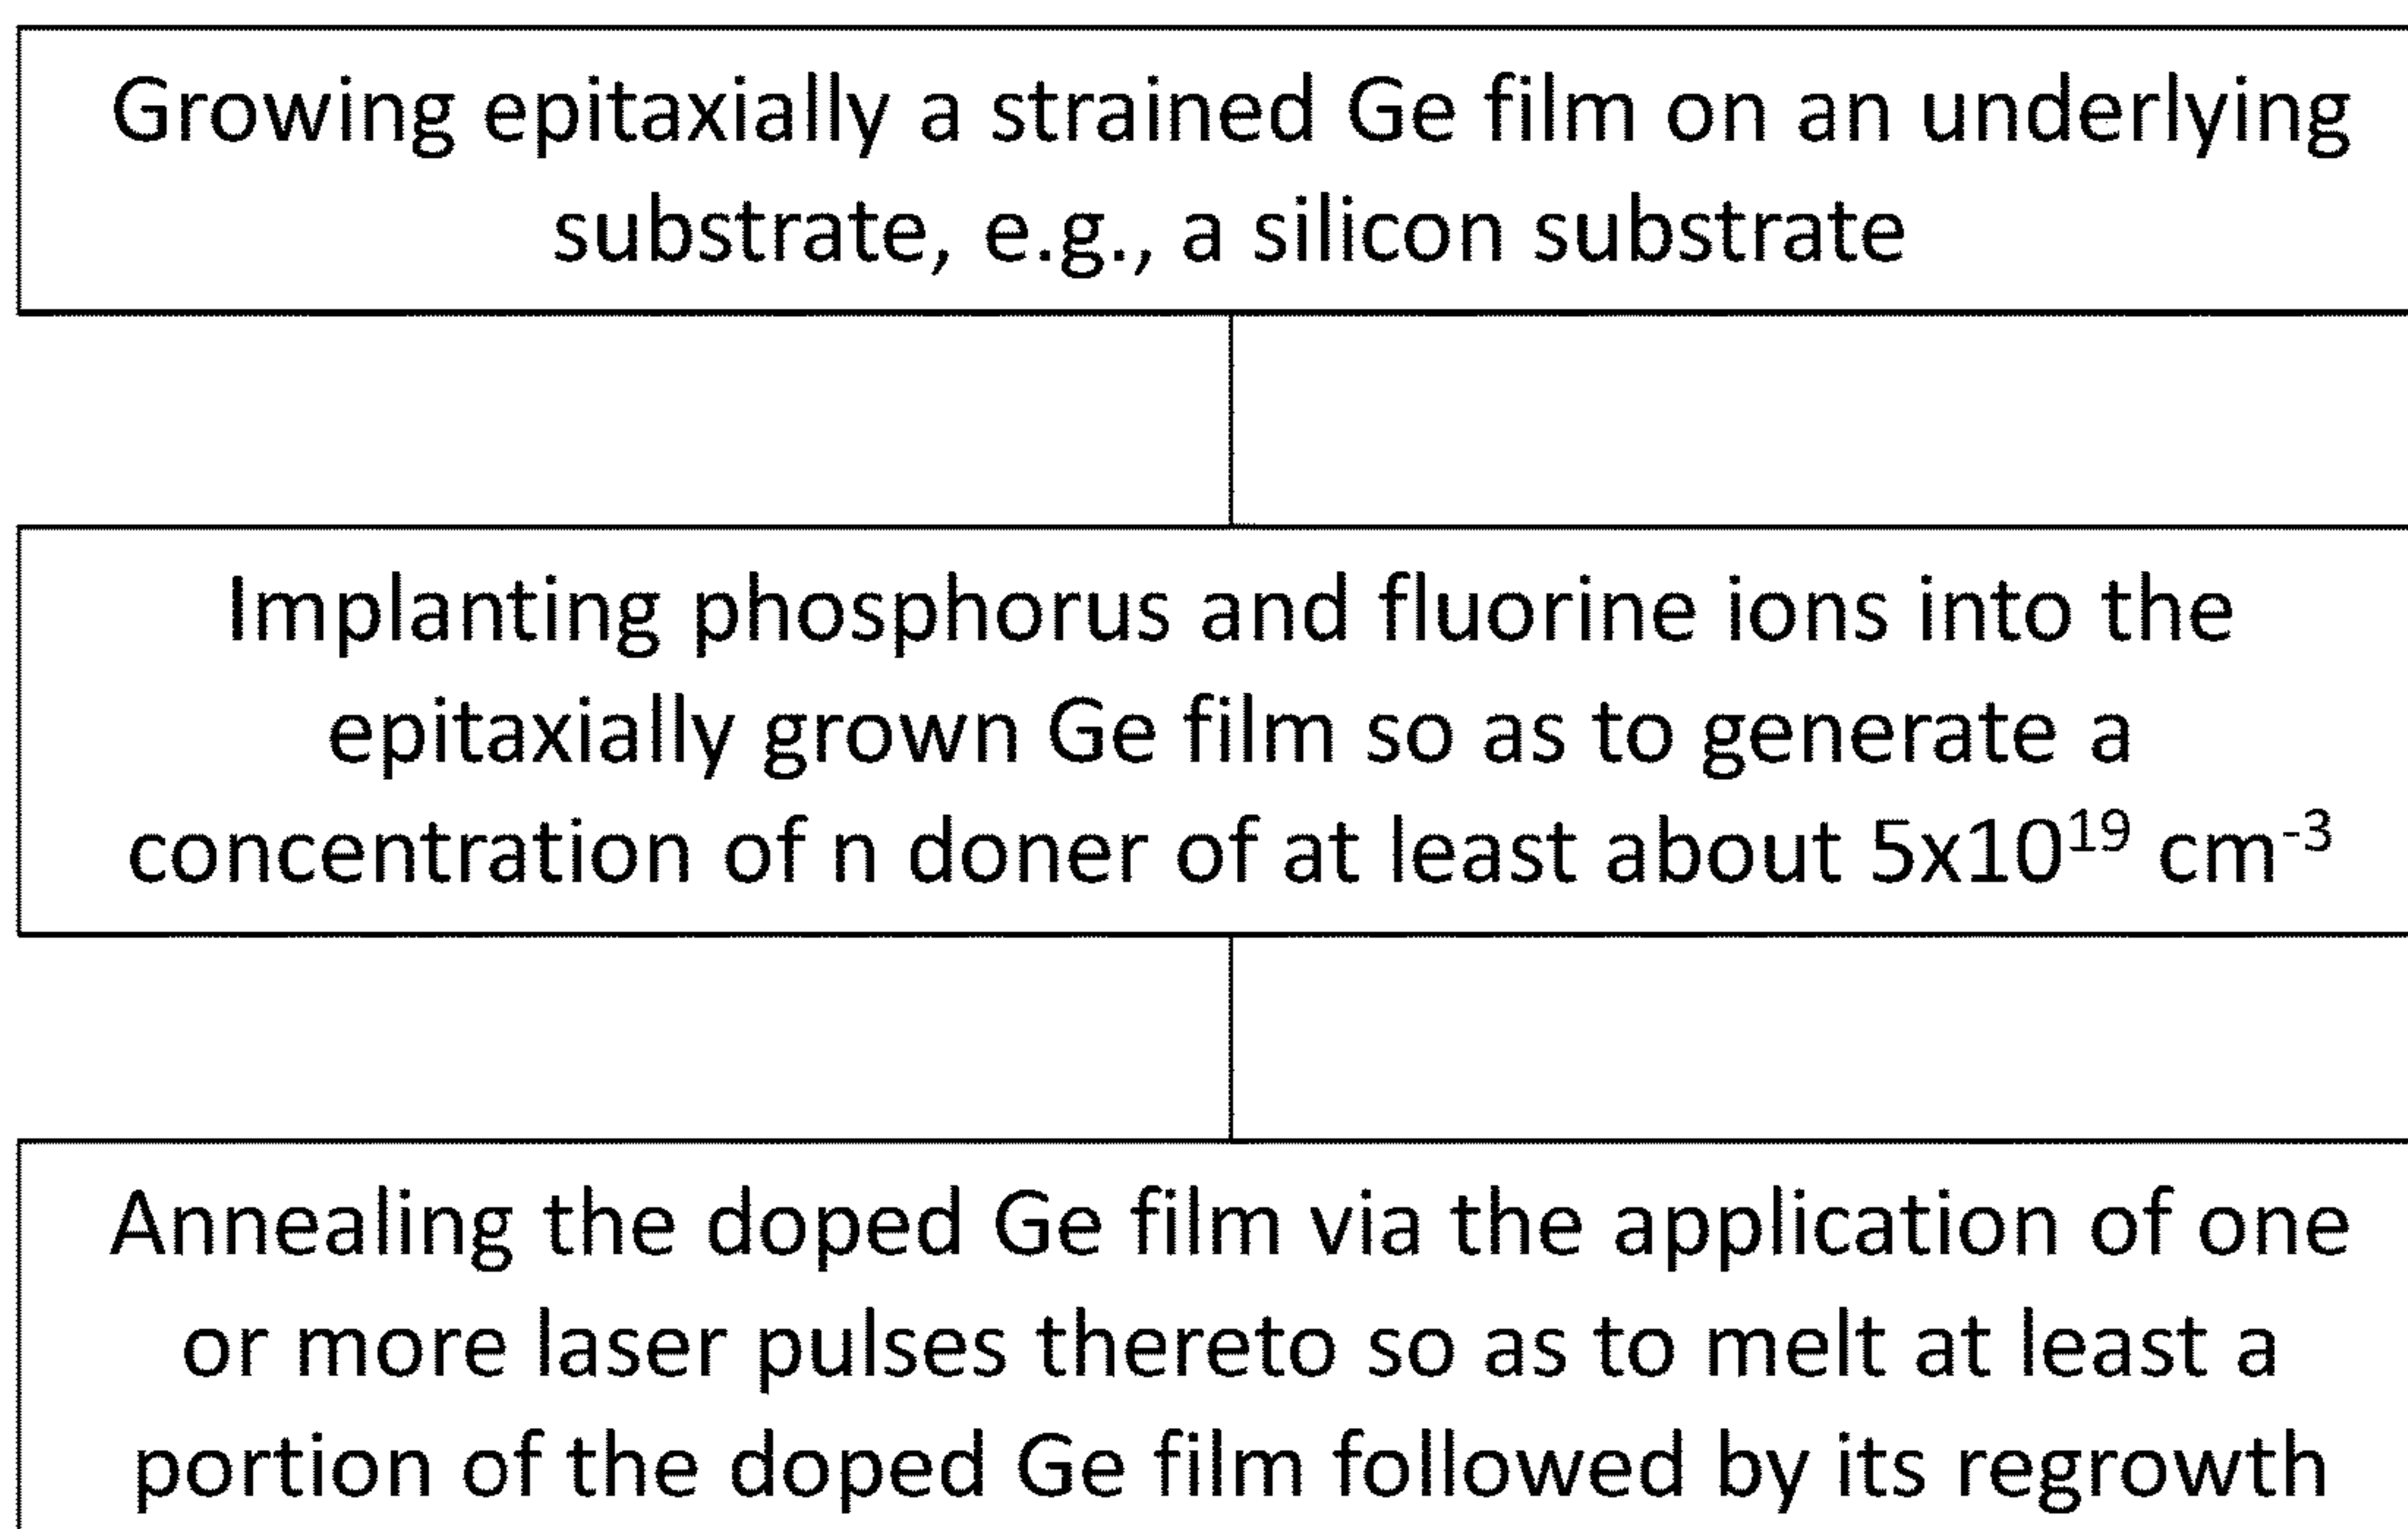 Growing epitaxially a strained Ge film on an underlying
substrate, e.g., a silicon substrate
Implanting phosphorus and fluorine ions into the
epitaxially grown Ge film so as to generate a
concentration of n doner of at least about 5x10¹⁹ cm⁻³
Annealing the doped Ge film via the application of one
or more laser pulses thereto so as to melt at least a
portion of the doped Ge film followed by its regrowth